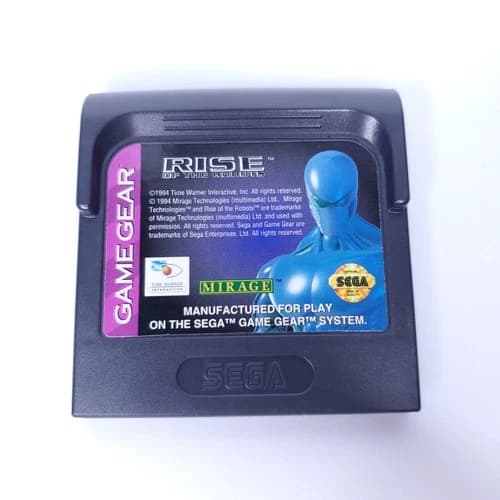 GAME GEAR
RISE™
OF THE ROBOTS
©1994 Time Warner Interactive, Inc. All rights reserved.
© 1994 Mirage Technologies (multimedia) Ltd. Mirage
Technologies™ and Rise of the Robots™ are trademarks
of Mirage Technologies (multimedia) Ltd. and used with
permission. All rights reserved. Sega and Game Gear are
trademarks of Sega Enterprises, Ltd. All rights reserved.
TIME WARNER
INTERACTIVE
MIRAGE™
SEGA
MANUFACTURED FOR PLAY
ON THE SEGA™ GAME GEAR™ SYSTEM.
SEGA